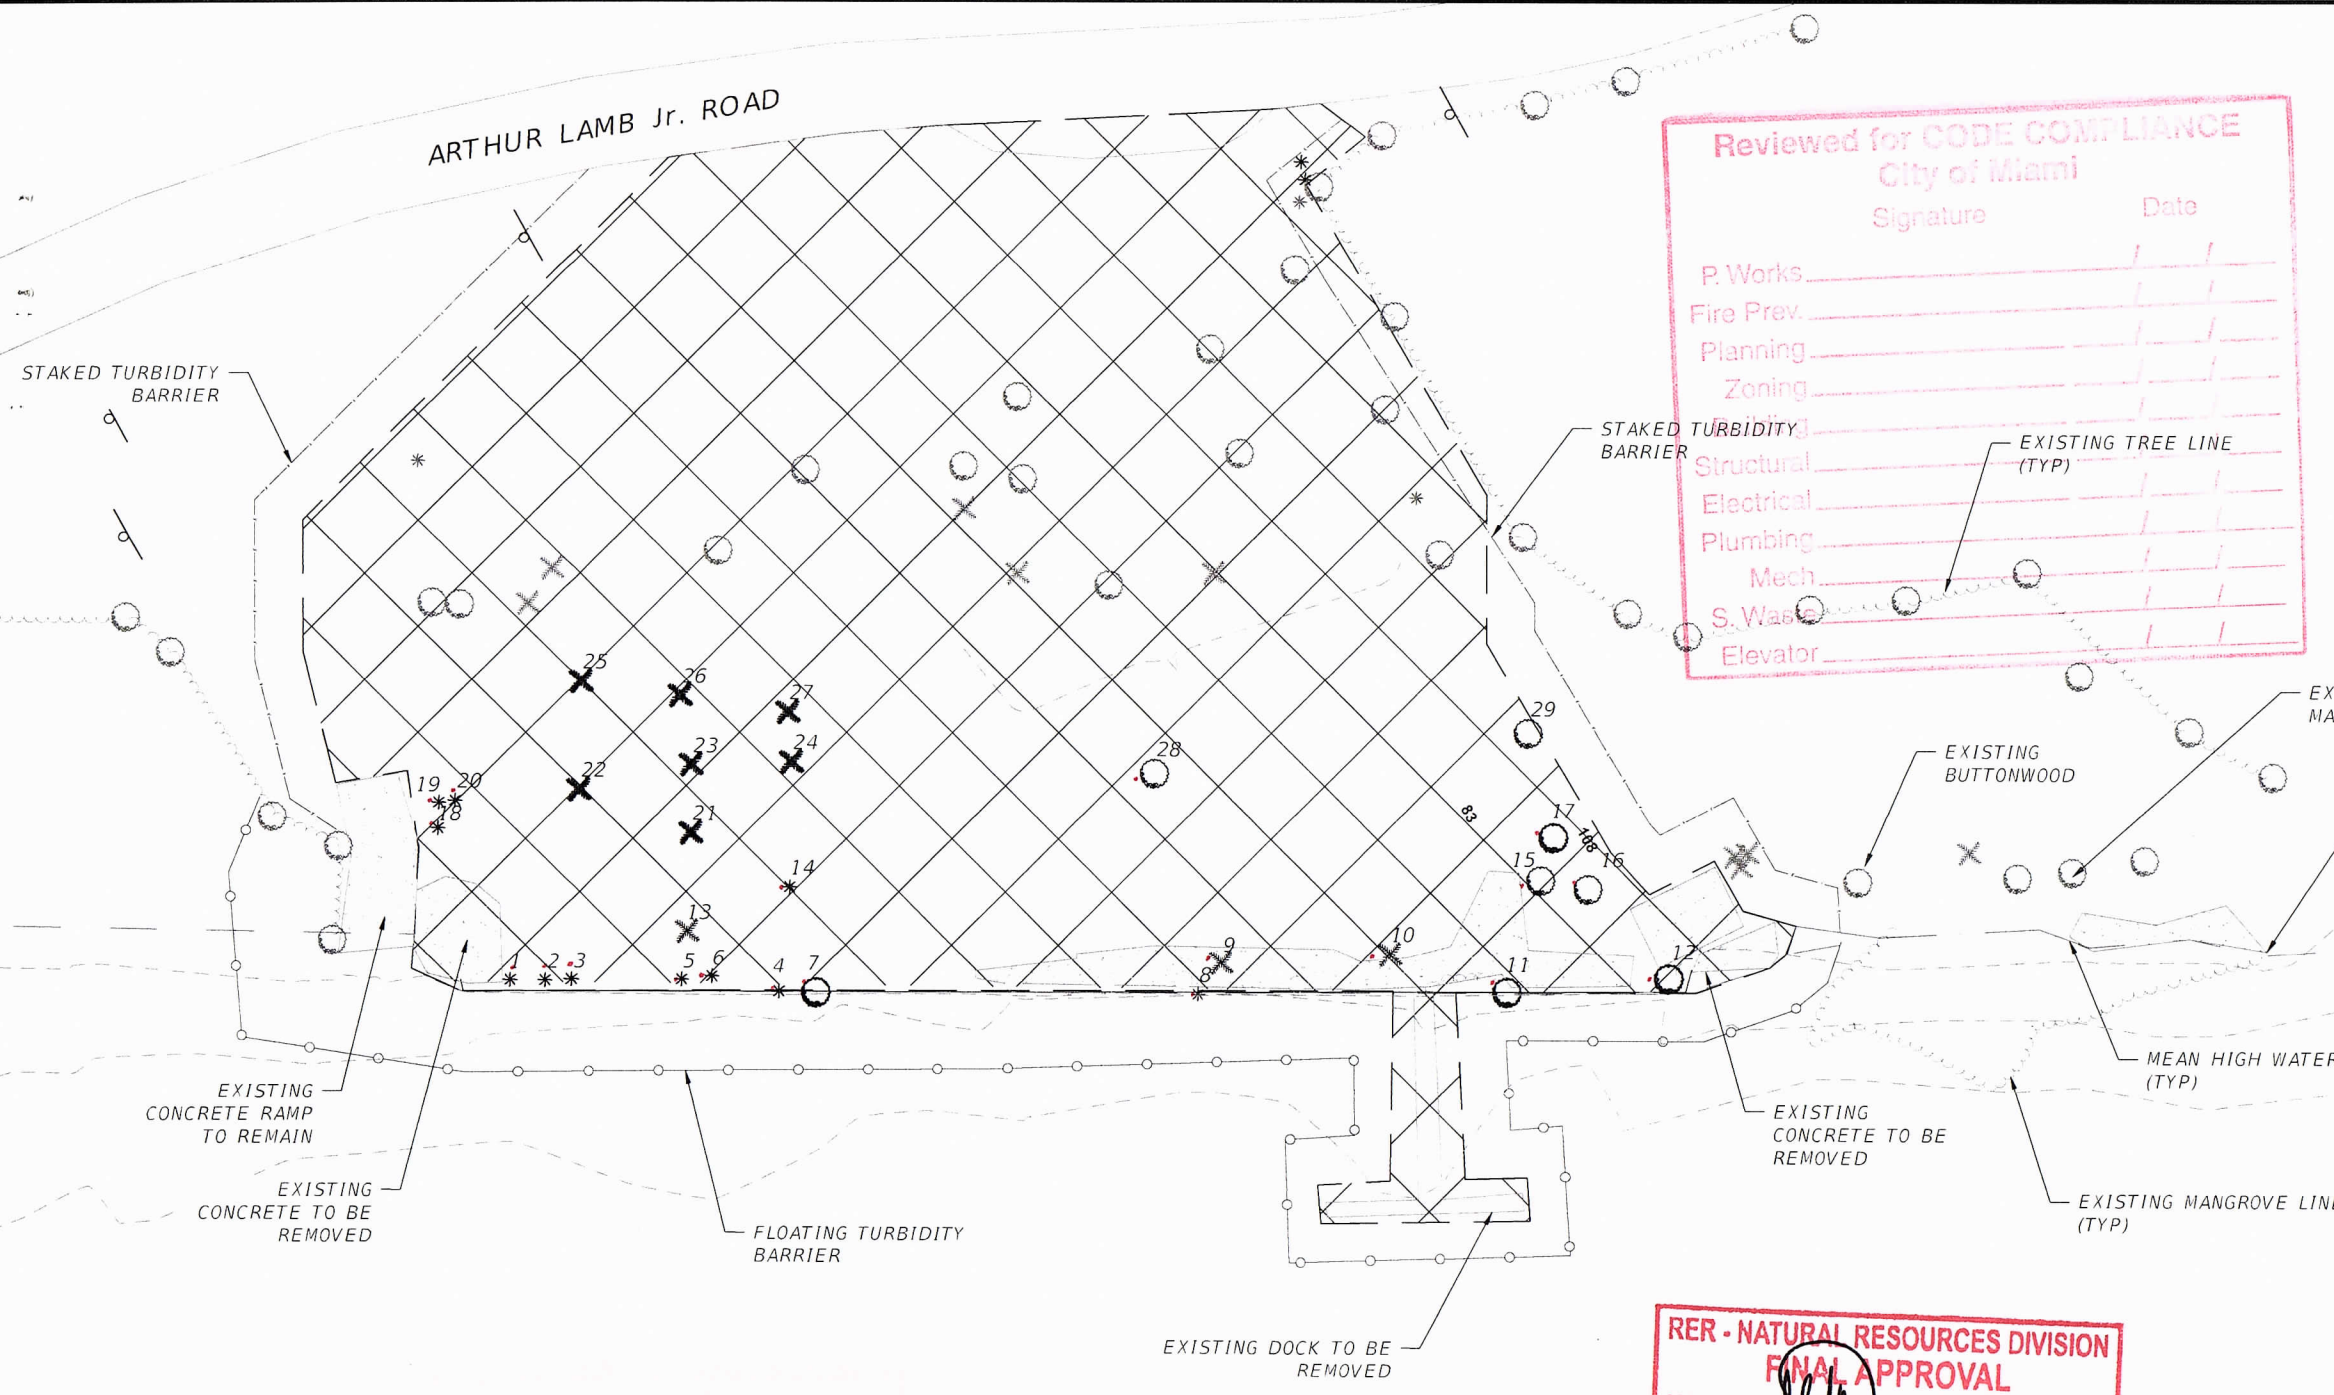 ARTHUR LAMB Jr. ROAD
Reviewed for CODE COMPLIANCE
City of Miami
Signature Date
P. Works
Fire Prev.
Planning
Zoning
Building
Structural
Electrical
Plumbing
Mech
S. Waste
Elevator
STAKED TURBIDITY
BARRIER
STAKED TURBIDITY
BARRIER
EXISTING TREE LINE
(TYP)
EX
MA
EXISTING
BUTTONWOOD
25
26
27
23
24
22
21
19
20
18
14
13
1
2
3
5
6
4
7
28
29
17
15
16
83
108
9
8
10
11
12
EXISTING
CONCRETE RAMP
TO REMAIN
EXISTING
CONCRETE TO BE
REMOVED
FLOATING TURBIDITY
BARRIER
EXISTING DOCK TO BE
REMOVED
EXISTING
CONCRETE TO BE
REMOVED
MEAN HIGH WATER
(TYP)
EXISTING MANGROVE LINE
(TYP)
RER - NATURAL RESOURCES DIVISION
FINAL APPROVAL